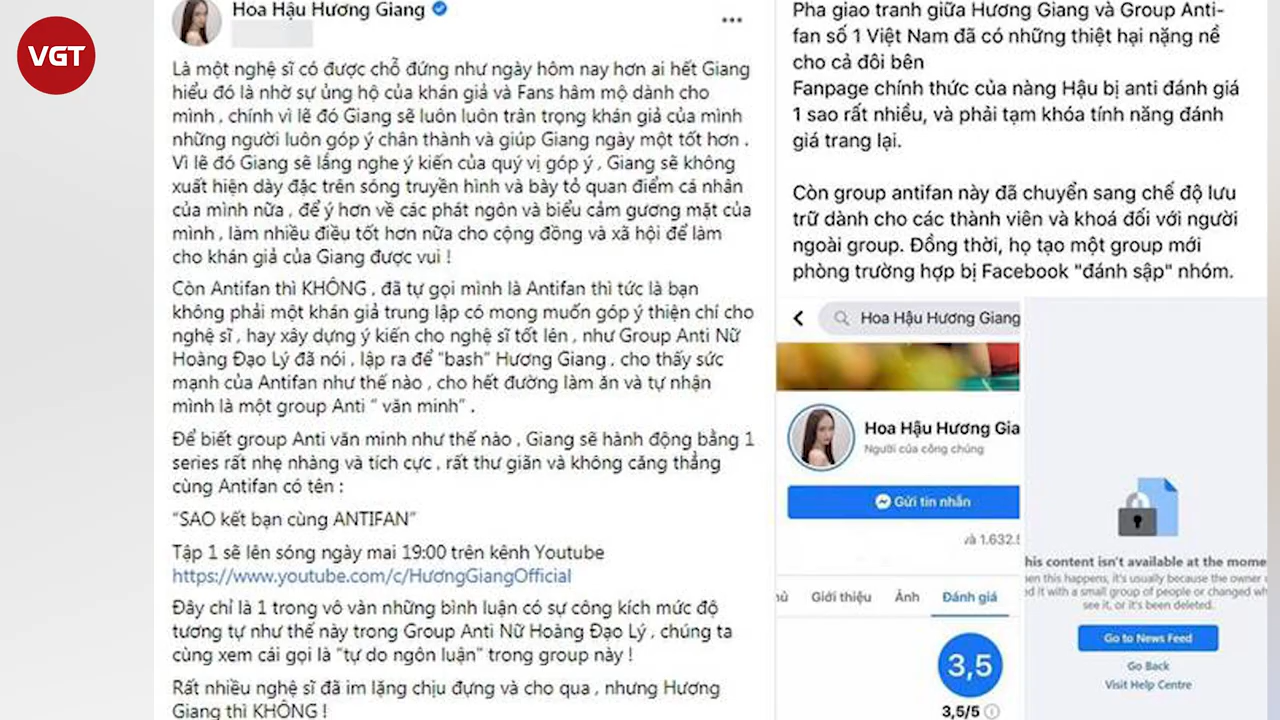 VGT
Hoa Hậu Hương Giang
Là một nghệ sĩ có được chỗ đứng như ngày hôm nay hơn ai hết Giang
hiểu đó là nhờ sự ủng hộ của khán giả và Fans hâm mộ dành cho
mình , chính vì lẽ đó Giang sẽ luôn luôn trân trọng khán giả của mình
những người luôn góp ý chân thành và giúp Giang ngày một tốt hơn .
Vì lẽ đó Giang sẽ lắng nghe ý kiến của quý vị góp ý , Giang sẽ không
xuất hiện dày đặc trên sóng truyền hình và bày tỏ quan điểm cá nhân
của mình nữa , để ý hơn về các phát ngôn và biểu cảm gương mặt của
mình , làm nhiều điều tốt hơn nữa cho cộng đồng và xã hội để làm
cho khán giả của Giang được vui !
Còn Antifan thì KHÔNG , đã tự gọi mình là Antifan thì tức là bạn
không phải một khán giả trung lập có mong muốn góp ý thiện chí cho
nghệ sĩ , hay xây dựng ý kiến cho nghệ sĩ tốt lên , như Group Anti Nữ
Hoàng Đạo Lý đã nói , lập ra để "bash" Hương Giang , cho thấy sức
mạnh của Antifan như thế nào , cho hết đường làm ăn và tự nhận
mình là một group Anti " văn minh" .
Để biết group Anti văn minh như thế nào , Giang sẽ hành động bằng 1
series rất nhẹ nhàng và tích cực , rất thư giãn và không căng thẳng
cùng Antifan có tên :
"SAO kết bạn cùng ANTIFAN"
Tập 1 sẽ lên sóng ngày mai 19:00 trên kênh Youtube
https://www.youtube.com/c/HươngGiangOfficial
Đây chỉ là 1 trong vô vàn những bình luận có sự công kích mức độ
tương tự như thế này trong Group Anti Nữ Hoàng Đạo Lý , chúng ta
cùng xem cái gọi là "tự do ngôn luận" trong group này !
Rất nhiều nghệ sĩ đã im lặng chịu đựng và cho qua , nhưng Hương
Giang thì KHÔNG !
Pha giao tranh giữa Hương Giang và Group Anti-
fan số 1 Việt Nam đã có những thiệt hại nặng nề
cho cả đôi bên
Fanpage chính thức của nàng Hậu bị anti đánh giá
1 sao rất nhiều, và phải tạm khóa tính năng đánh
giá trang lại.
Còn group antifan này đã chuyển sang chế độ lưu
trữ dành cho các thành viên và khoá đối với người
ngoài group. Đồng thời, họ tạo một group mới
phòng trường hợp bị Facebook "đánh sập" nhóm.
Hoa Hậu Hương Giang
Hoa Hậu Hương Gia
Người của công chúng
Gửi tin nhắn
và 1.632.5
hủ Giới thiệu Ảnh Đánh giá
3,5
3,5/5
his content isn't available at the mome
en this happens, it's usually because the owner
ed it with a small group of people or changed wh
see it, or it's been deleted.
Go to News Feed
Go Back
Visit Help Centre